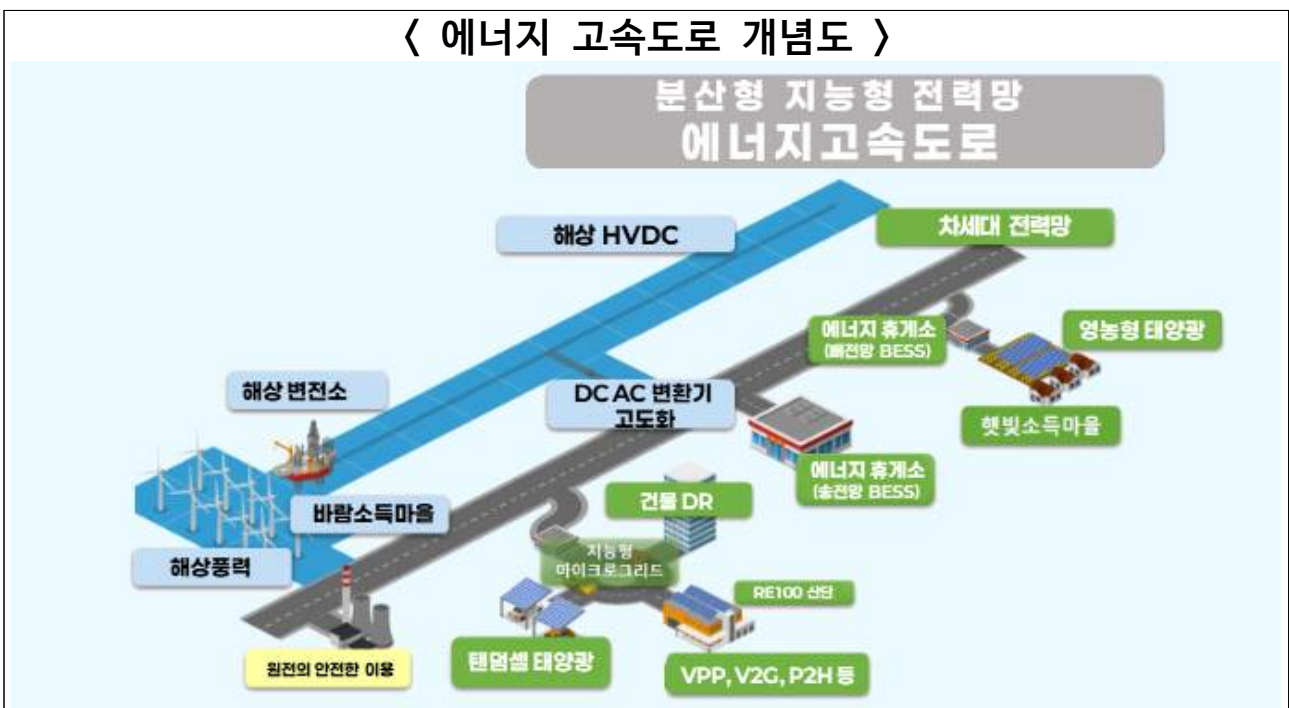 < 에너지 고속도로 개념도 >
분산형 지능형 전력망
에너지고속도로
해상 HVDC
차세대 전력망
에너지 휴게소
(배전망 BESS)
영농형 태양광
해상 변전소
DC AC 변환기
고도화
햇빛소득마을
에너지 휴게소
(송전망 BESS)
건물 DR
바람소득마을
지능형
마이크로그리드
해상풍력
RE100 산단
원전의 안전한 이용
탠덤셀 태양광
VPP, V2G, P2H 등